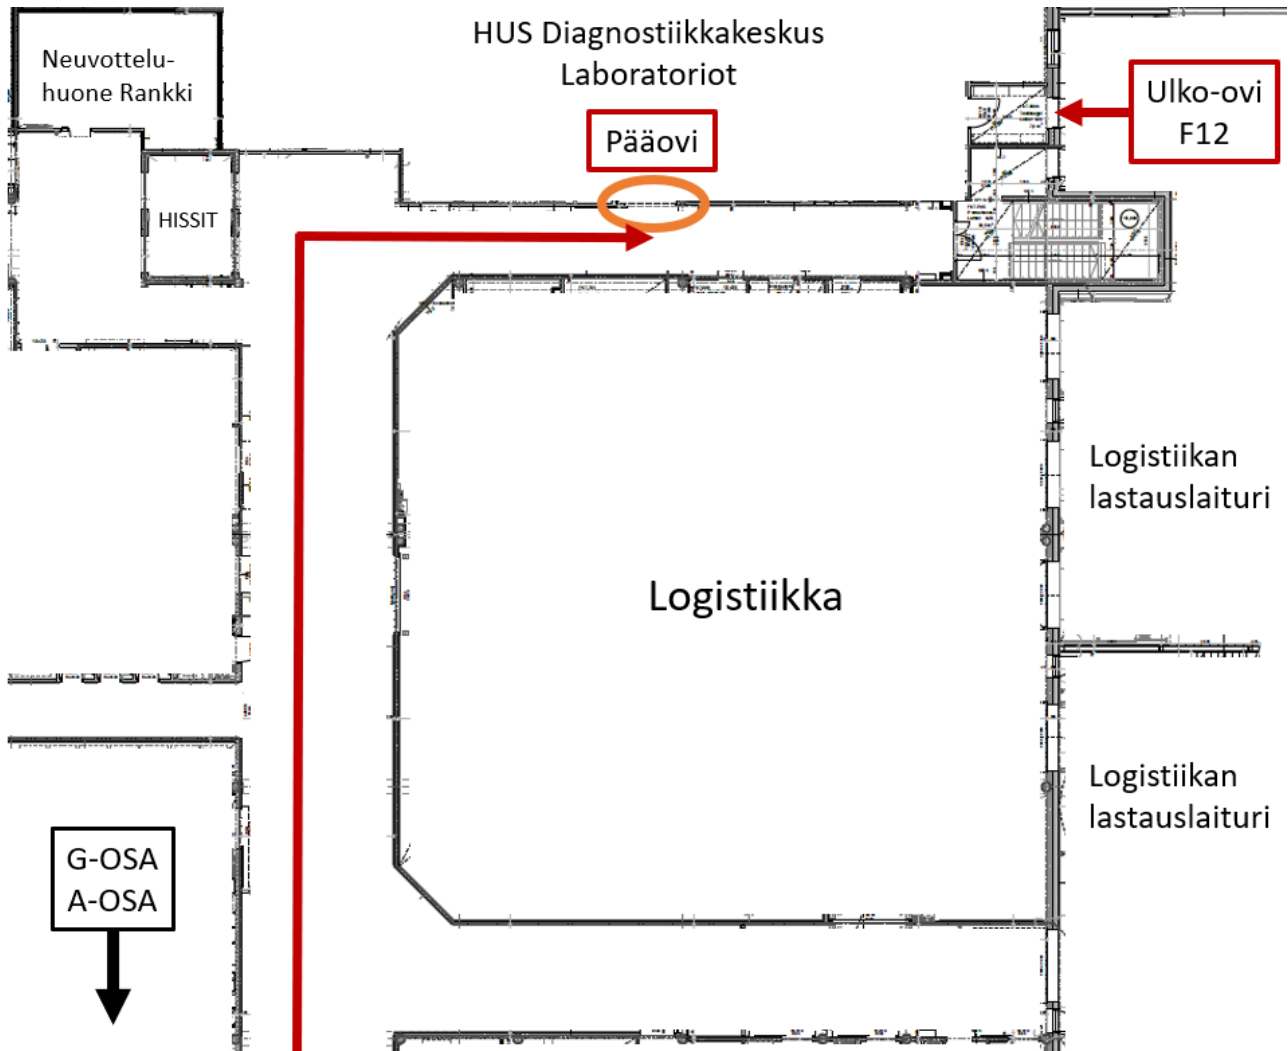 HUS Diagnostiikkakeskus
Laboratoriot
Neuvottelu-
huone Rankki
Pääovi
Ulko-ovi
F12
HISSIT
Logistiikan
lastauslaituri
Logistiikka
Logistiikan
lastauslaituri
G-OSA
A-OSA